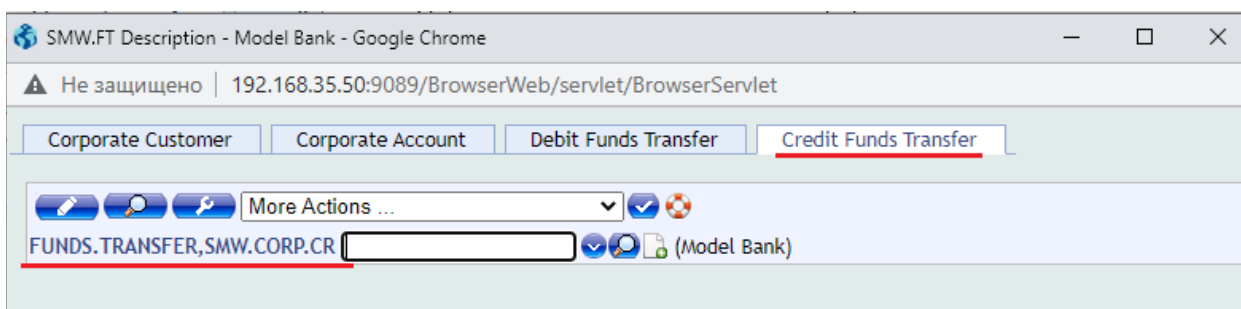 SMW.FT Description - Model Bank - Google Chrome
Не защищено | 192.168.35.50:9089/BrowserWeb/servlet/BrowserServlet
Corporate Customer Corporate Account Debit Funds Transfer Credit Funds Transfer
More Actions ...
FUNDS.TRANSFER,SMW.CORP.CR (Model Bank)